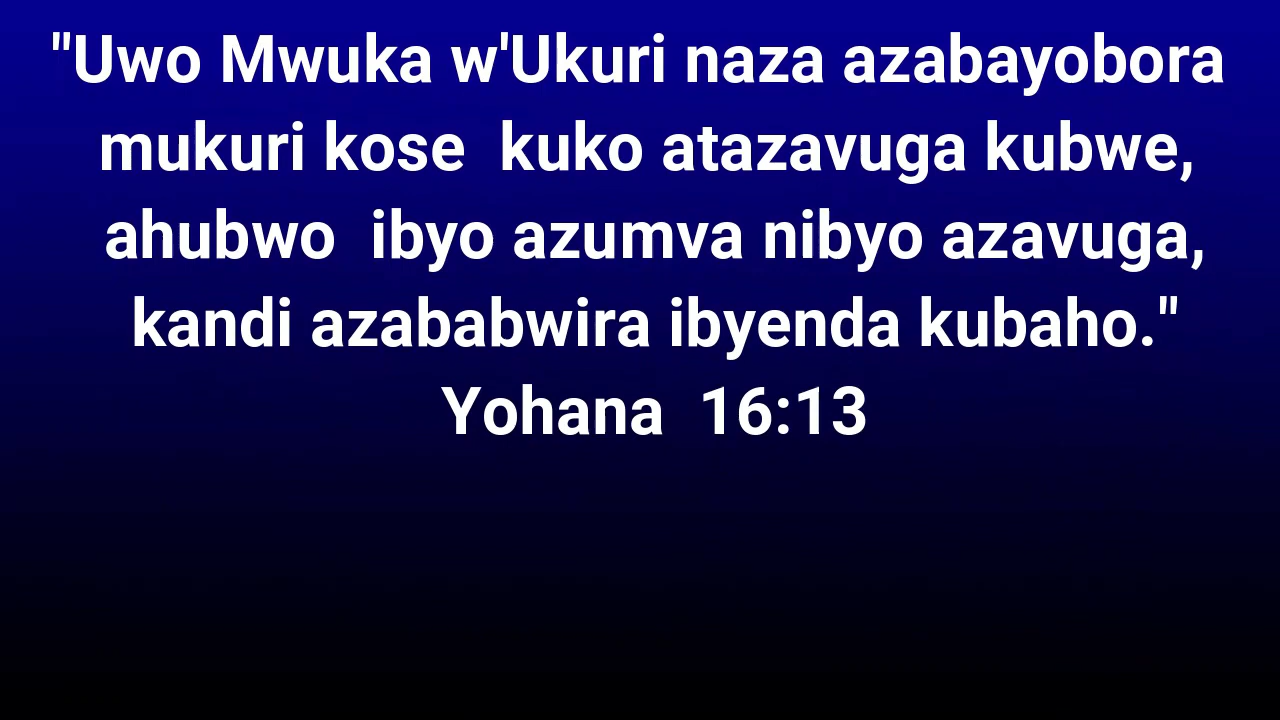 "Uwo Mwuka w'Ukuri naza azabayobora
mukuri kose  kuko atazavuga kubwe,
ahubwo  ibyo azumva nibyo azavuga,
kandi azababwira ibyenda kubaho."
Yohana  16:13